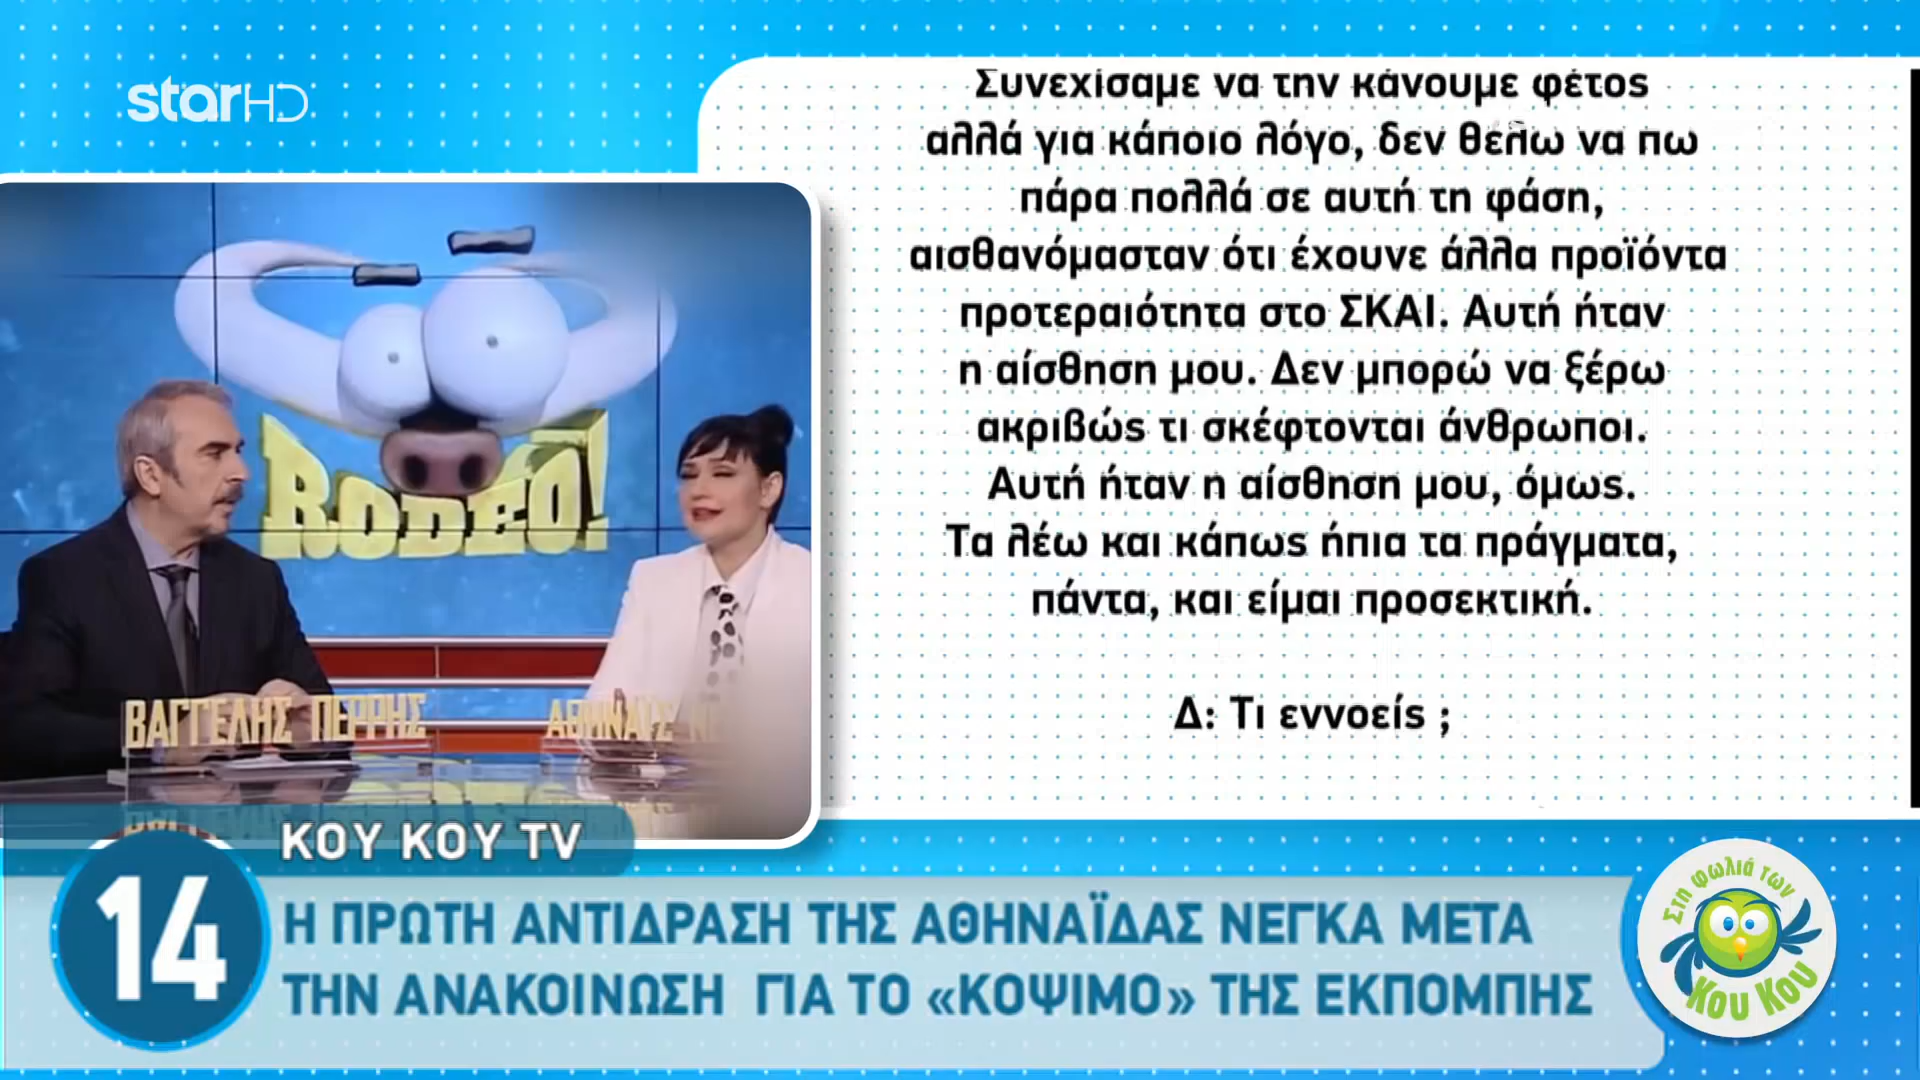 starHD
Συνεχίσαμε να την κάνουμε φέτος
αλλά για κάποιο λόγο, δεν θέλω να πω
πάρα πολλά σε αυτή τη φάση,
αισθανόμασταν ότι έχουνε άλλα προϊόντα
προτεραιότητα στο ΣΚΑΙ. Αυτή ήταν
η αίσθηση μου. Δεν μπορώ να ξέρω
ακριβώς τι σκέφτονται άνθρωποι.
Αυτή ήταν η αίσθηση μου, όμως.
Τα λέω και κάπως ήπια τα πράγματα,
πάντα, και είμαι προσεκτική.
Δ: Τι εννοείς ;
RODEO!
ΒΑΓΓΕΛΗΣ ΠΕΡΡΗΣ
ΑΘΗΝΑΙΣ
ΚΟΥ ΚΟΥ TV
14
Η ΠΡΩΤΗ ΑΝΤΙΔΡΑΣΗ ΤΗΣ ΑΘΗΝΑΪΔΑΣ ΝΕΓΚΑ ΜΕΤΑ
ΤΗΝ ΑΝΑΚΟΙΝΩΣΗ ΓΙΑ ΤΟ «ΚΟΨΙΜΟ» ΤΗΣ ΕΚΠΟΜΠΗΣ
Στη φωλιά των
Κου Κου